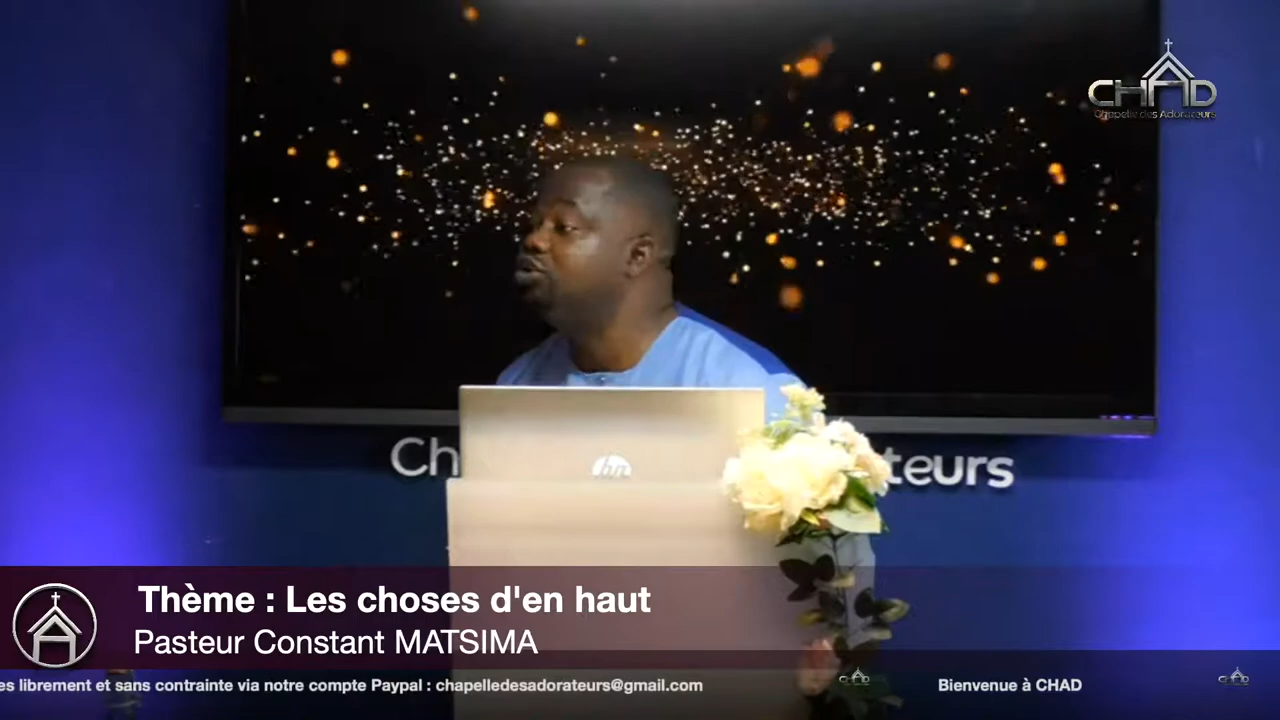 CHAD
Chapelle des Adorateurs
hp
Ch
teurs
Thème : Les choses d'en haut
Pasteur Constant MATSIMA
es librement et sans contrainte via notre compte Paypal : chapelledesadorateurs@gmail.com
Bienvenue à CHAD